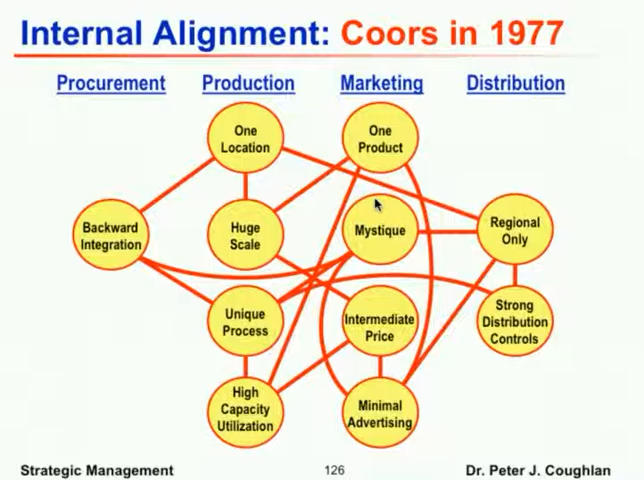 Internal Alignment: Coors in 1977
Procurement
Production
Marketing
Distribution
One
Location
One
Product
Backward
Integration
Huge
Scale
Mystique
Regional
Only
Unique
Process
Intermediate
Price
Strong
Distribution
Controls
High
Capacity
Utilization
Minimal
Advertising
Strategic Management
126
Dr. Peter J. Coughlan